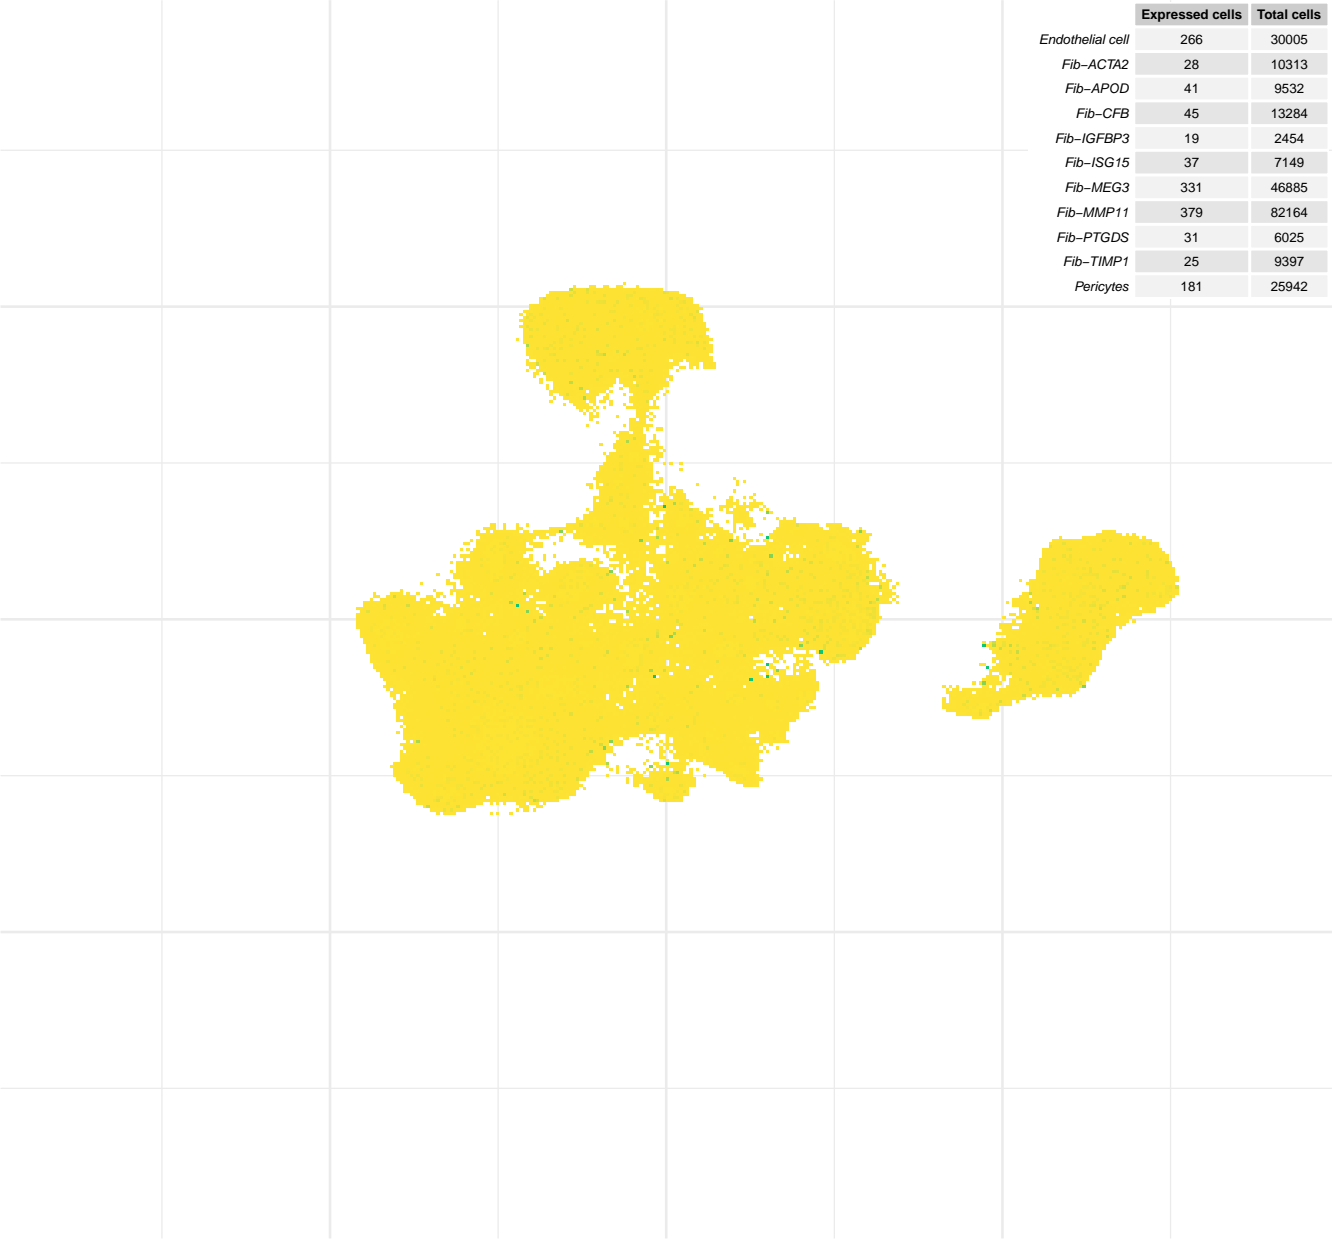 Expressed cells Total cells
Endothelial cell 266 30005
Fib−ACTA2 28 10313
Fib−APOD 41 9532
Fib−CFB 45 13284
Fib−IGFBP3 19 2454
Fib−ISG15 37 7149
Fib−MEG3 331 46885
Fib−MMP11 379 82164
Fib−PTGDS 31 6025
Fib−TIMP1 25 9397
Pericytes 181 25942